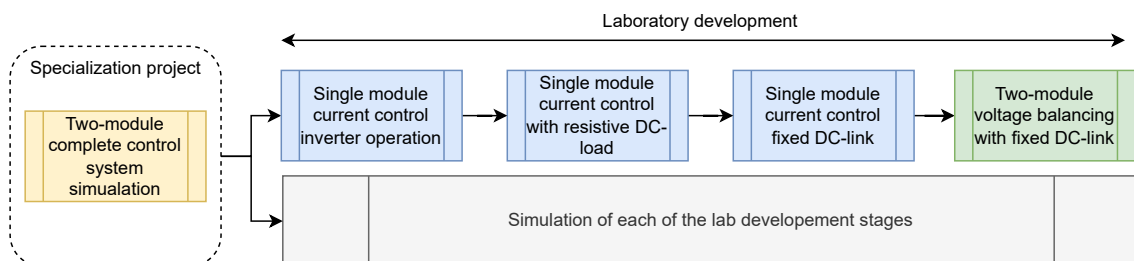 Laboratory development
Specialization project
Two-module
complete control
system
simualation
Single module
current control
inverter operation
Single module
current control
with resistive DC-
load
Single module
current control
fixed DC-link
Two-module
voltage balancing
with fixed DC-link
Simulation of each of the lab developement stages